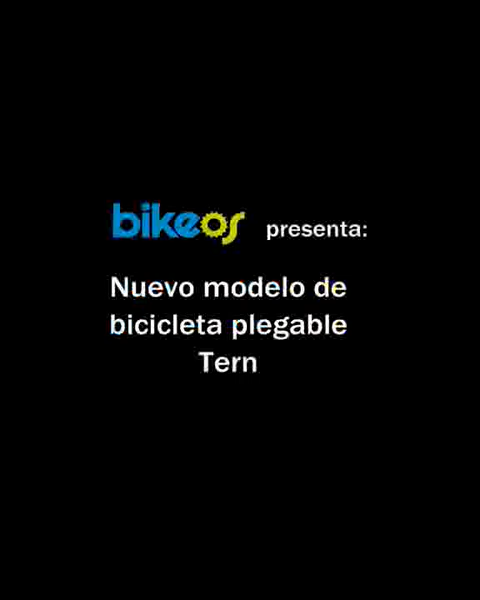 bikeos presenta:
Nuevo modelo de
bicicleta plegable
Tern